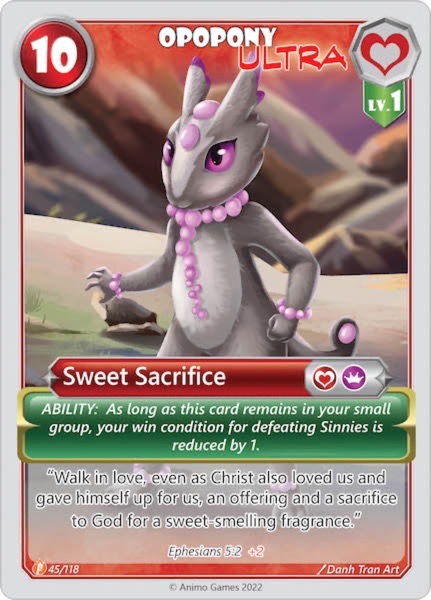 10
OPOPONY
ULTRA
LV.1
Sweet Sacrifice
ABILITY: As long as this card remains in your small
group, your win condition for defeating Sinnies is
reduced by 1.
“Walk in love, even as Christ also loved us and
gave himself up for us, an offering and a sacrifice
to God for a sweet-smelling fragrance.”
Ephesians 5:2 +2
P 45/118
Danh Tran Art
© Animo Games 2022